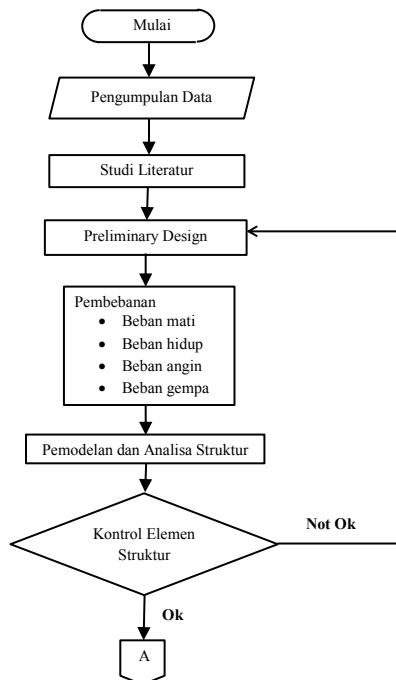 Mulai
Pengumpulan Data
Studi Literatur
Preliminary Design
Pembebanan
• Beban mati
• Beban hidup
• Beban angin
• Beban gempa
Pemodelan dan Analisa Struktur
Kontrol Elemen
Struktur
Not Ok
Ok
A